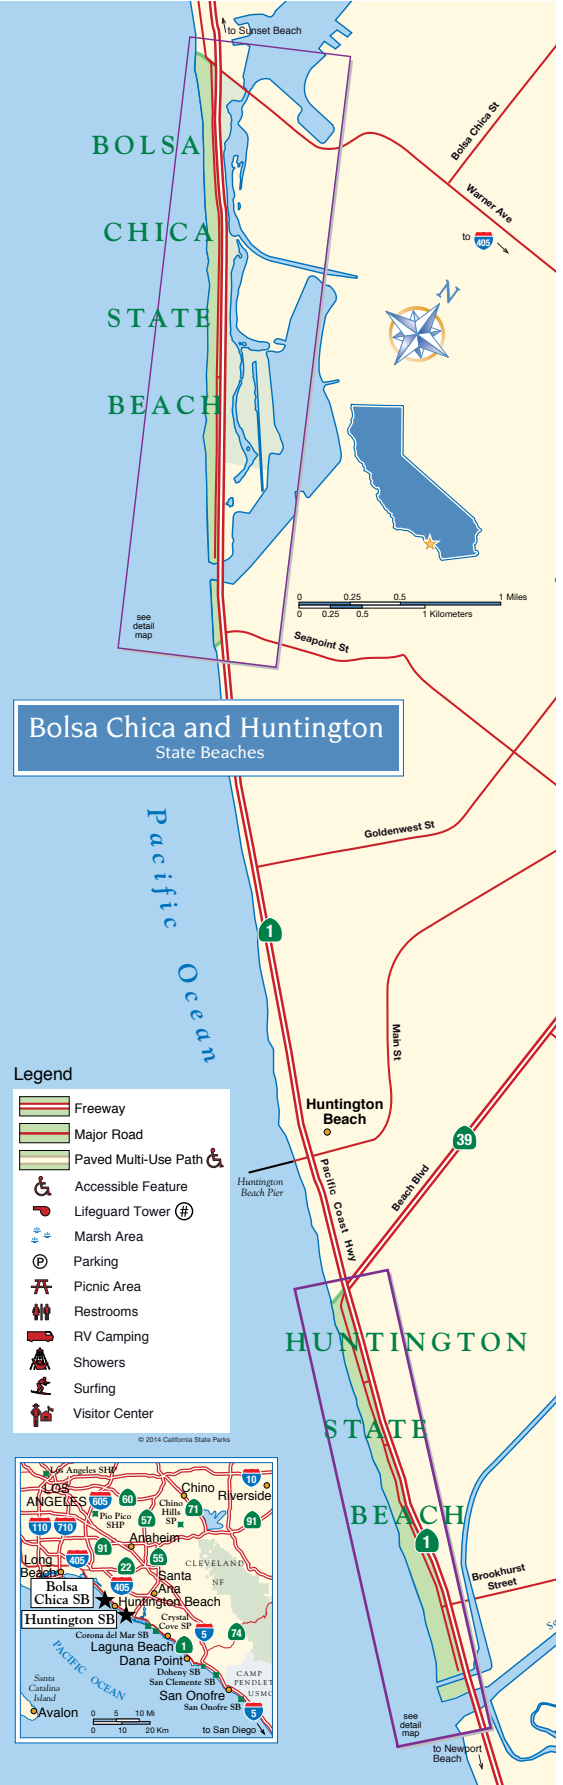 to Sunset Beach
BOLSA
CHICA
STATE
BEACH
Bolsa Chica St
Warner Ave
to
405
N
0 0.25 0.5 1 Miles
0 0.25 0.5 1 Kilometers
see
detail
map
Seapoint St
Bolsa Chica and Huntington
State Beaches
Pacific Ocean
Goldenwest St
1
Main St
Huntington
Beach
39
Huntington
Beach Pier
Pacific Coast Hwy
Beach Blvd
Legend
Freeway
Major Road
Paved Multi-Use Path
Accessible Feature
Lifeguard Tower #
Marsh Area
P Parking
Picnic Area
Restrooms
RV Camping
Showers
Surfing
Visitor Center
© 2014 California State Parks
HUNTINGTON
STATE
BEACH
1
Brookhurst
Street
see
detail
map
to Newport
Beach
Los Angeles SHP
LOS
ANGELES
605
60
10
Chino
Riverside
Pio Pico
SHP
57
Chino
Hills
SP
71
91
110
710
Anaheim
91
405
Long
Beach
22
55
CLEVELAND
NF
405
Santa
Ana
Bolsa
Chica SB
Huntington Beach
Huntington SB
Crystal
Cove SP
Corona del Mar SB
5
74
Laguna Beach
1
Dana Point
Doheny SB
San Clemente SB
CAMP
PENDLET
USMC
San Onofre
San Onofre SB
5
PACIFIC OCEAN
Santa
Catalina
Island
Avalon
0 5 10 Mi
0 10 20 Km
to San Diego